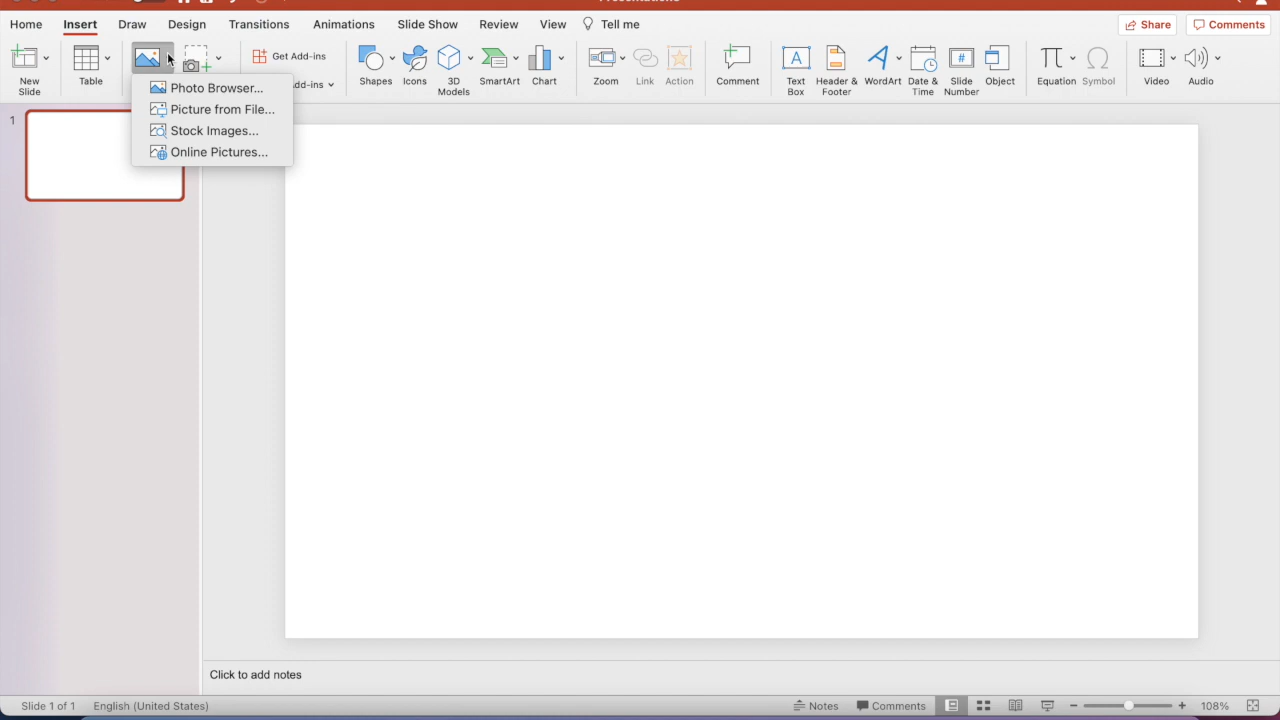 Home Insert Draw Design Transitions Animations Slide Show Review View Tell me Share Comments
New Slide
Table
Get Add-ins
dd-ins
Shapes
Icons
3D Models
SmartArt
Chart
Zoom
Link
Action
Comment
Text Box
Header & Footer
WordArt
Date & Time
Slide Number
Object
Equation
Symbol
Video
Audio
Photo Browser...
Picture from File...
Stock Images...
Online Pictures...
1
Click to add notes
Slide 1 of 1 English (United States) Notes Comments 108%